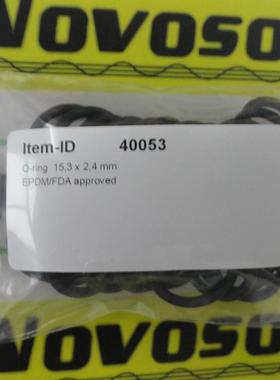 Novoso
Item-ID 40053
O-ring 15,3 x 2,4 mm
EPDM/FDA approved
Novoso